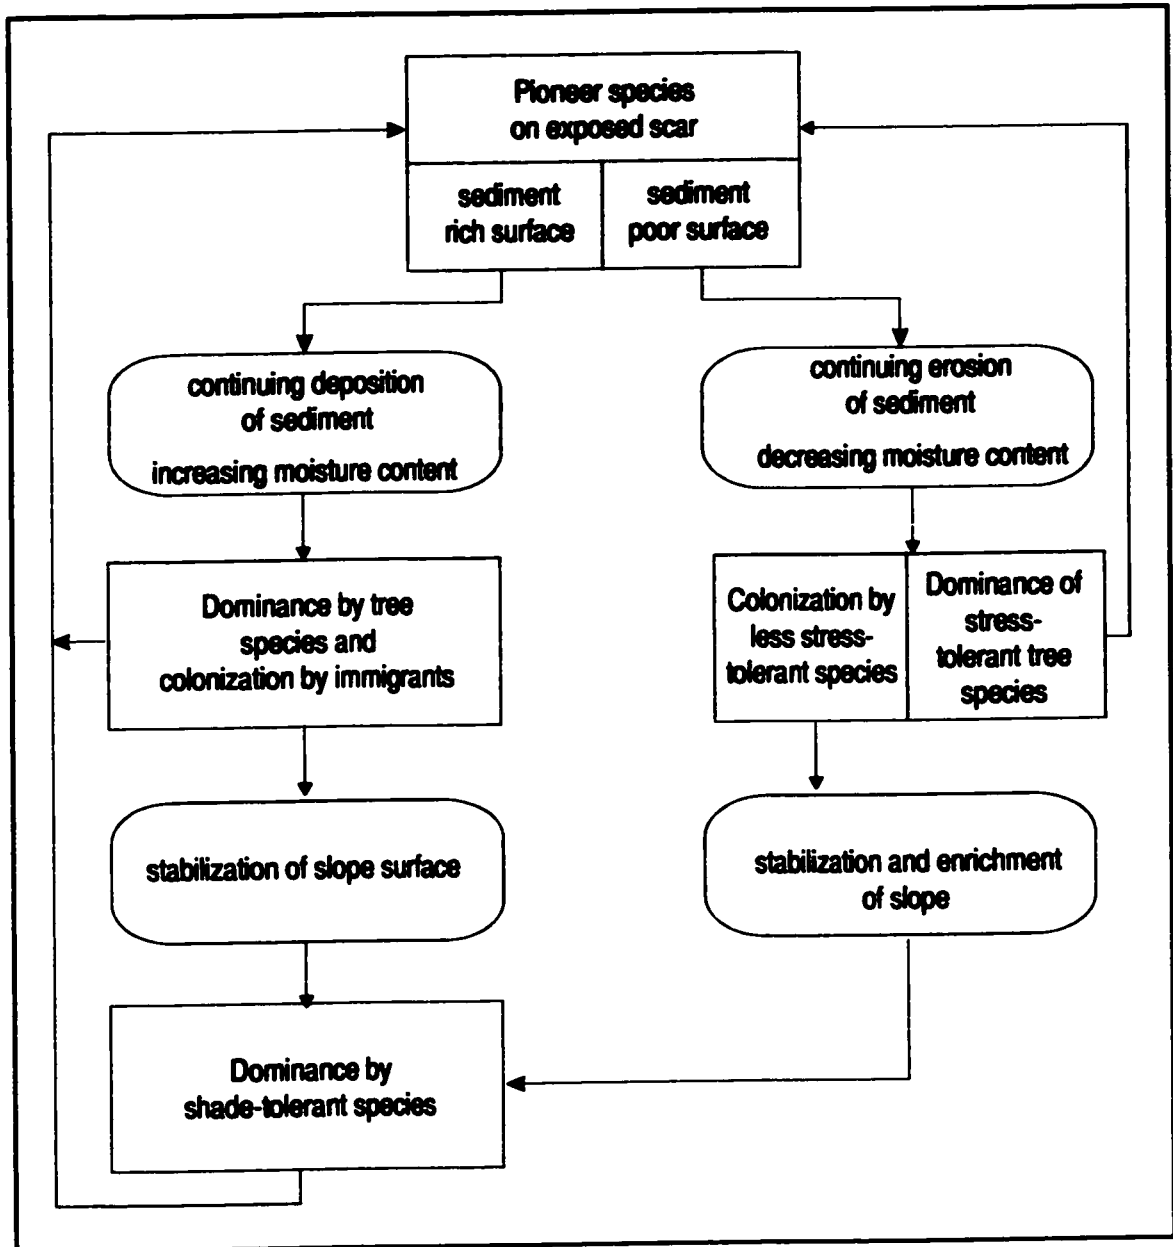 Pioneer species
on exposed scar
sediment
rich surface
sediment
poor surface
continuing deposition
of sediment
increasing moisture content
continuing erosion
of sediment
decreasing moisture content
Dominance by tree
species and
colonization by immigrants
Colonization by
less stress-
tolerant species
Dominance of
stress-
tolerant tree
species
stabilization of slope surface
stabilization and enrichment
of slope
Dominance by
shade-tolerant species